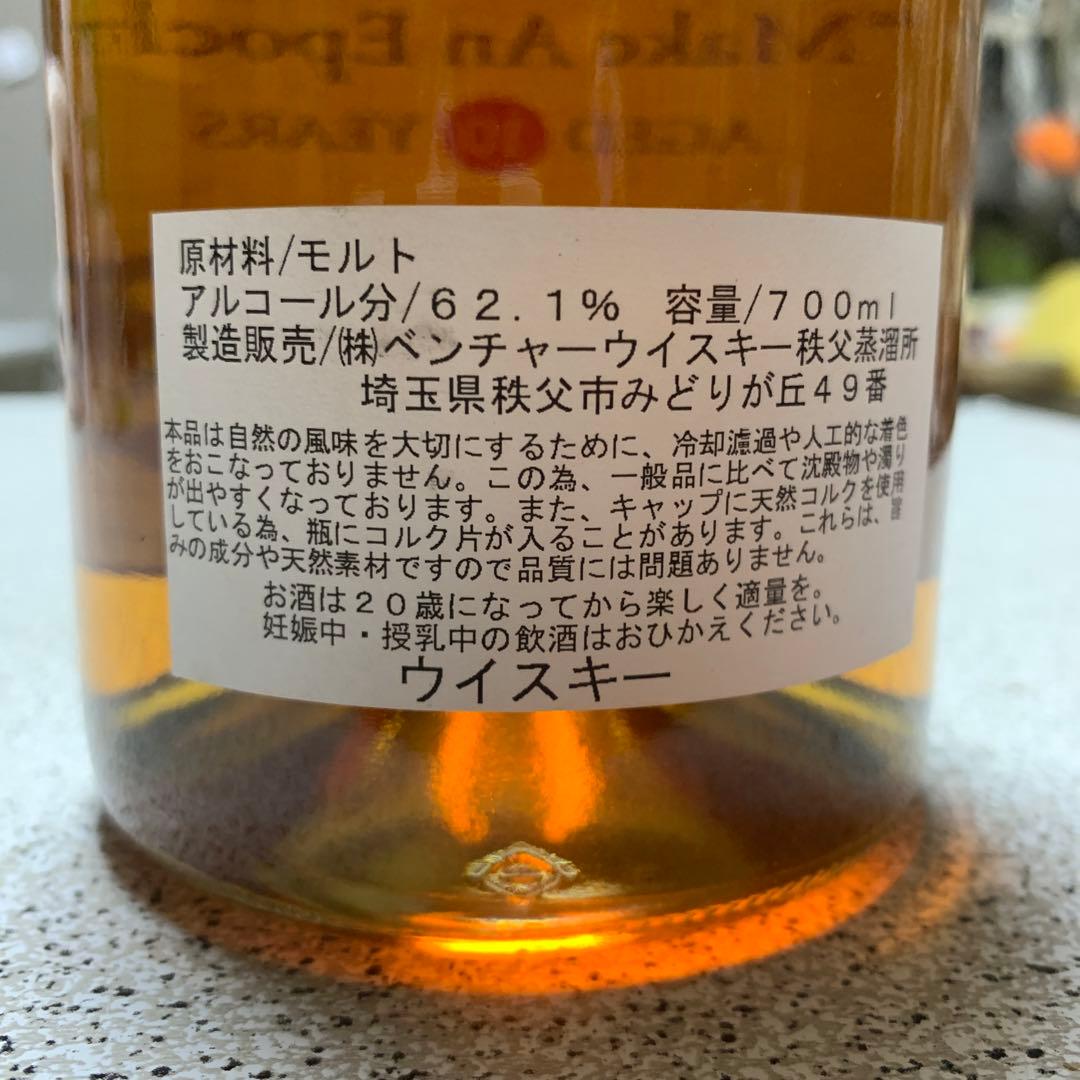 "Make An Epoch
AGED 10 YEARS
原材料/モルト
アルコール分/62.1% 容量/700ml
製造販売/㈱ベンチャーウイスキー秩父蒸溜所
埼玉県秩父市みどりが丘49番
本品は自然の風味を大切にするために、冷却濾過や人工的な着色
をおこなっておりません。この為、一般品に比べて沈殿物や濁り
が出やすくなっております。また、キャップに天然コルクを使用
している為、瓶にコルク片が入ることがあります。これらは、
みの成分や天然素材ですので品質には問題ありません。
お酒は20歳になってから楽しく適量を。
妊娠中・授乳中の飲酒はおひかえください。
ウイスキー